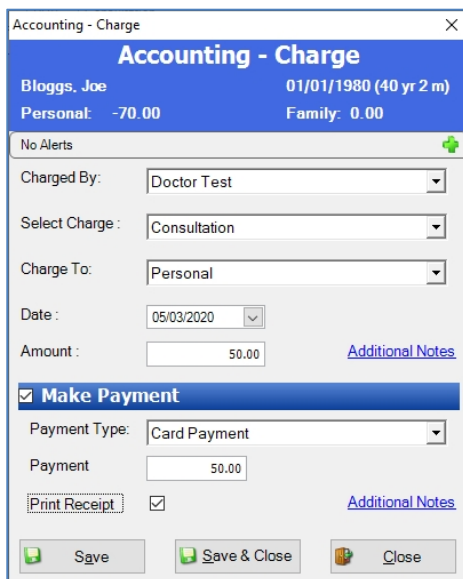 Accounting - Charge
Accounting - Charge
Bloggs, Joe 01/01/1980 (40 yr 2 m)
Personal: -70.00 Family: 0.00
No Alerts
Charged By: Doctor Test
Select Charge : Consultation
Charge To: Personal
Date : 05/03/2020
Amount : 50.00 Additional Notes
Make Payment
Payment Type: Card Payment
Payment 50.00
Print Receipt Additional Notes
Save Save & Close Close